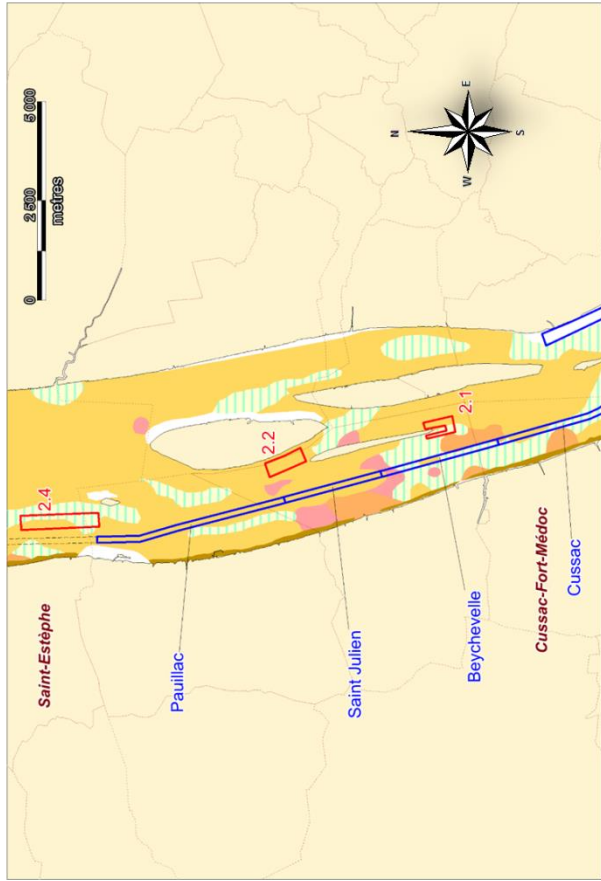 0 2 500 5 000
metres
N
W E
S
2.4
Saint-Estèphe
2.2
Pauillac
2.1
Saint Julien
Beychevelle
Cussac-Fort-Médoc
Cussac